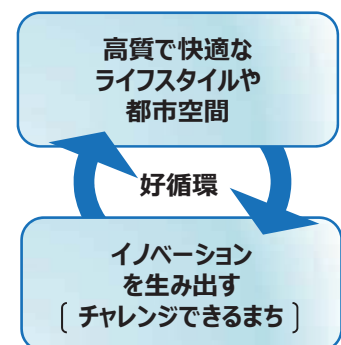 高質で快適な
ライフスタイルや
都市空間
好循環
イノベーション
を生み出す
〔 チャレンジできるまち 〕